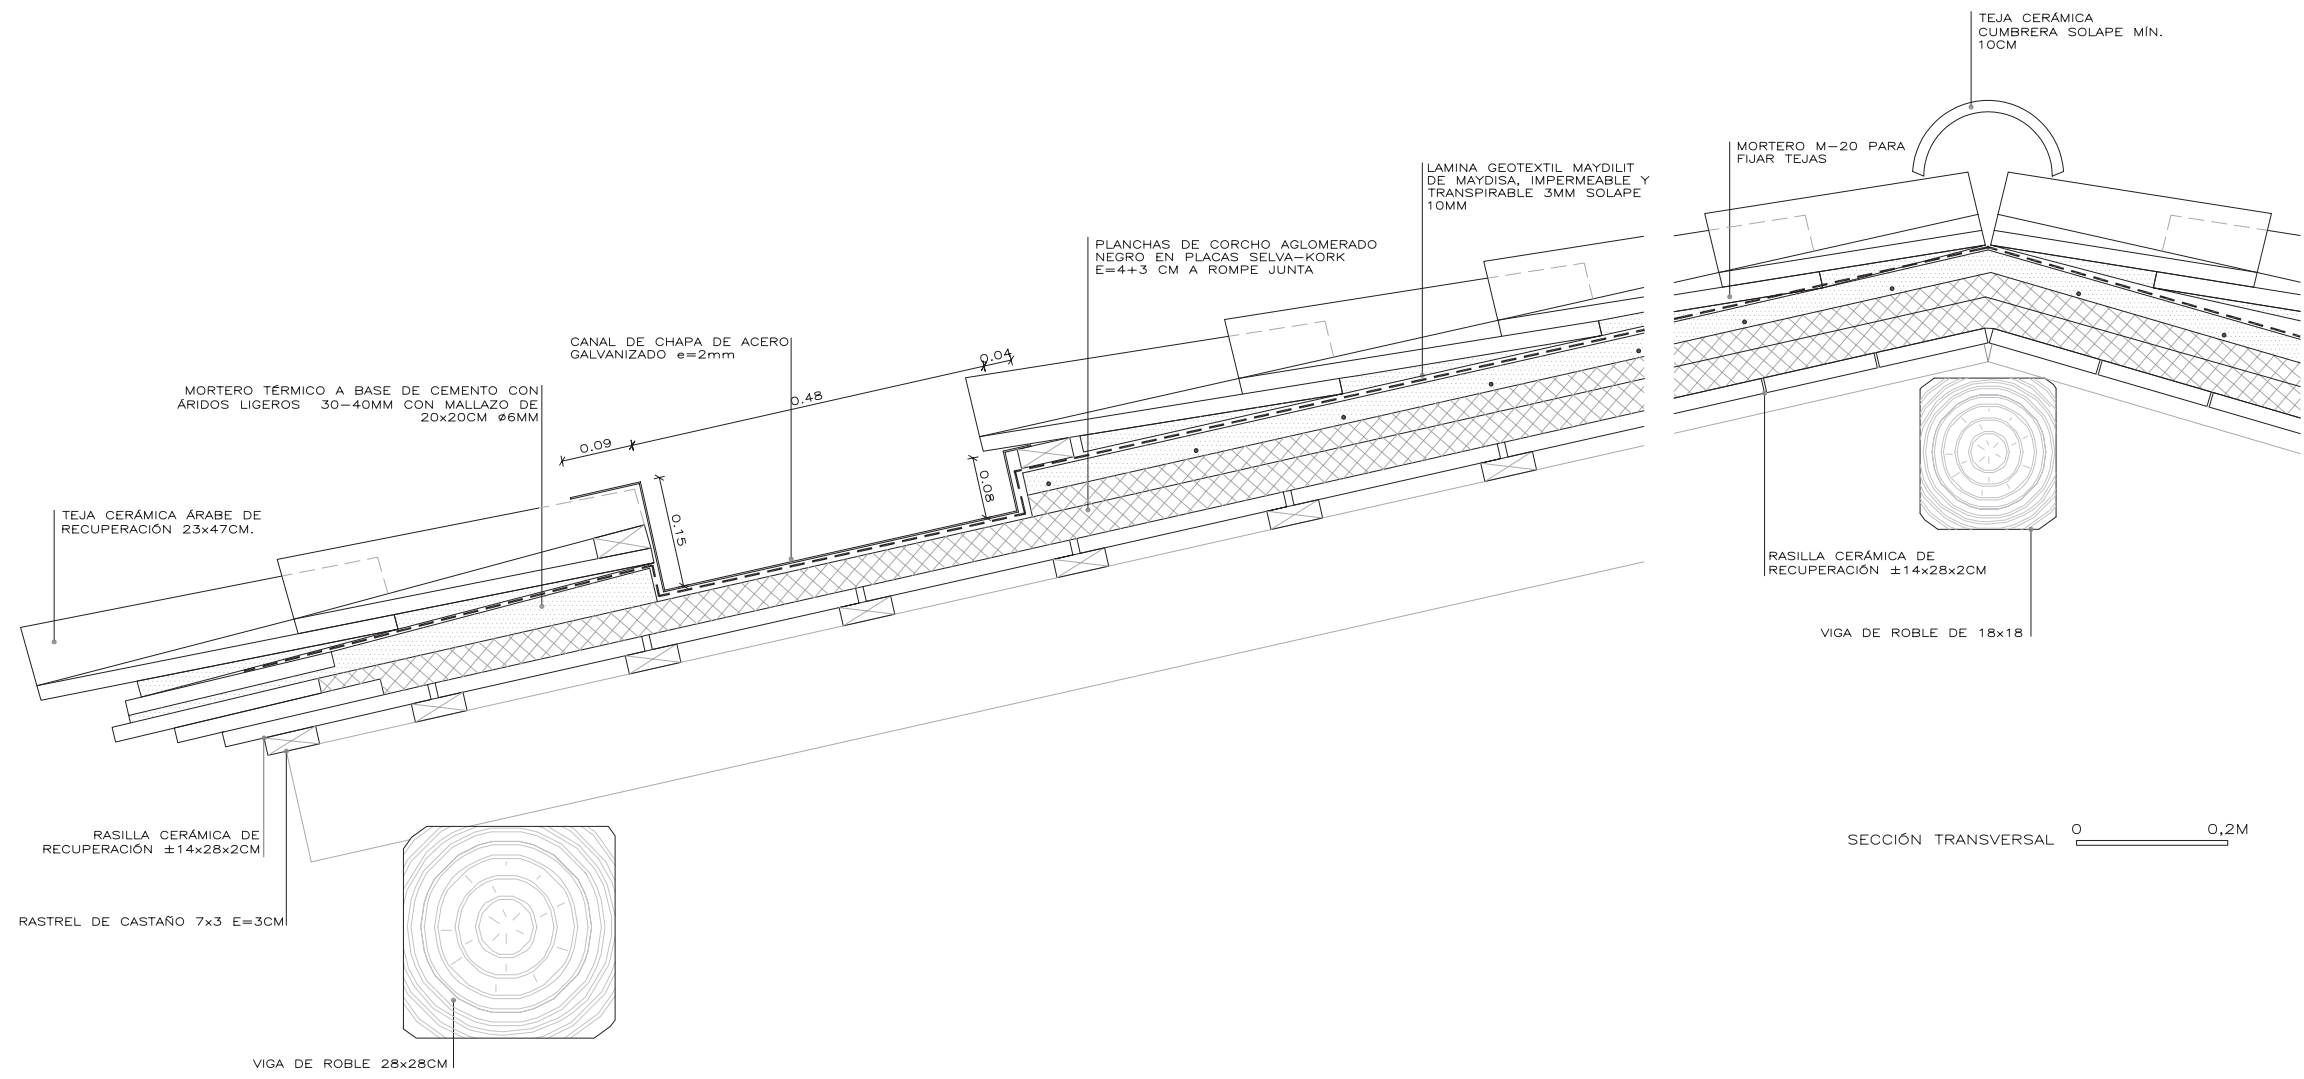 TEJA CERÁMICA
CUMBRERA SOLAPE MÍN.
10CM
MORTERO M-20 PARA
FIJAR TEJAS
LAMINA GEOTEXTIL MAYDILIT
DE MAYDISA, IMPERMEABLE Y
TRANSPIRABLE 3MM SOLAPE
10MM
PLANCHAS DE CORCHO AGLOMERADO
NEGRO EN PLACAS SELVA-KORK
E=4+3 CM A ROMPE JUNTA
CANAL DE CHAPA DE ACERO
GALVANIZADO e=2mm
0.04
0.48
0.09
0.08
0.15
MORTERO TÉRMICO A BASE DE CEMENTO CON
ÁRIDOS LIGEROS 30-40MM CON MALLAZO DE
20x20CM ø6MM
TEJA CERÁMICA ÁRABE DE
RECUPERACIÓN 23x47CM.
RASILLA CERÁMICA DE
RECUPERACIÓN ±14x28x2CM
VIGA DE ROBLE DE 18x18
RASILLA CERÁMICA DE
RECUPERACIÓN ±14x28x2CM
RASTREL DE CASTAÑO 7x3 E=3CM
VIGA DE ROBLE 28x28CM
SECCIÓN TRANSVERSAL
0 0,2M